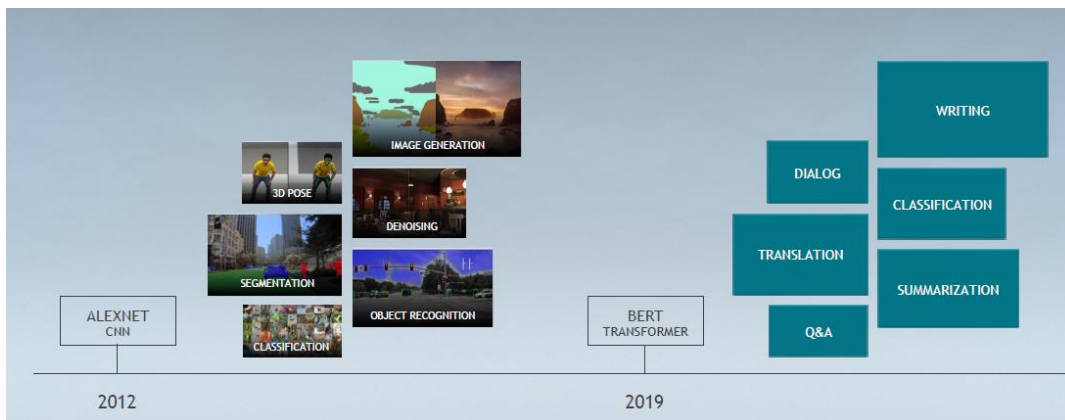 ALEXNET
CNN
2012
3D POSE
SEGMENTATION
CLASSIFICATION
IMAGE GENERATION
DENOISING
OBJECT RECOGNITION
BERT
TRANSFORMER
2019
DIALOG
TRANSLATION
Q&A
WRITING
CLASSIFICATION
SUMMARIZATION